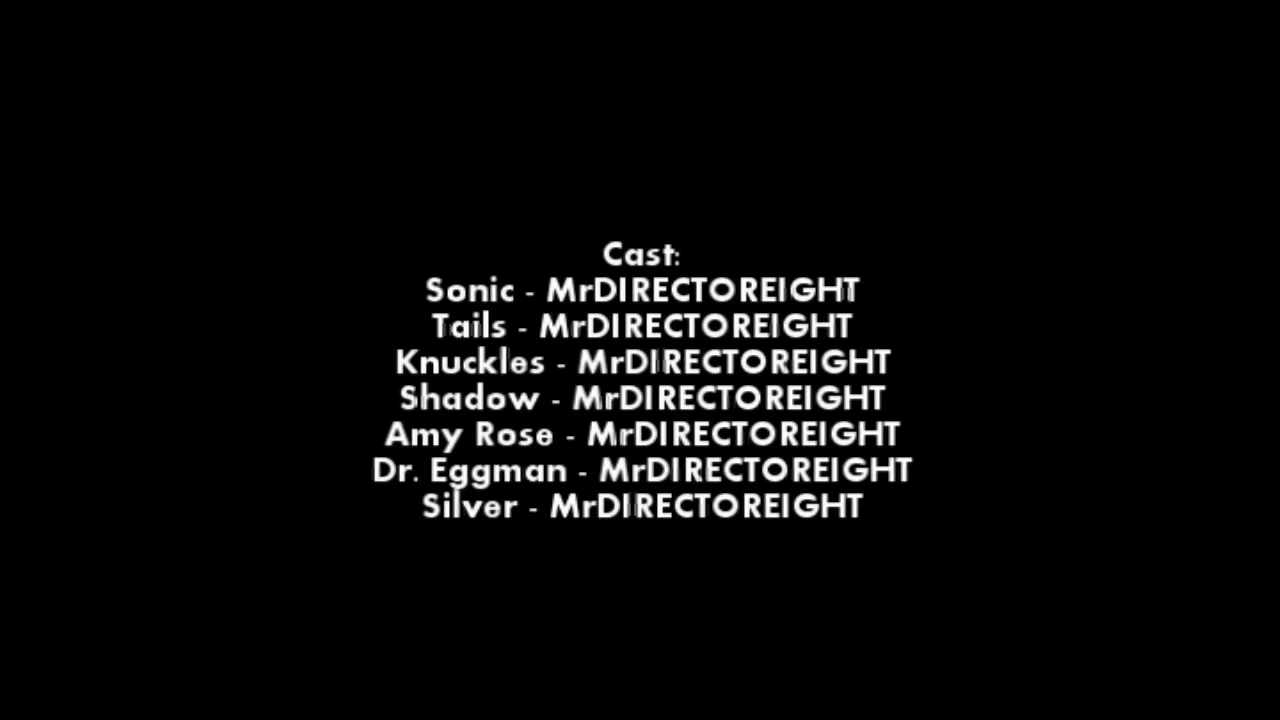 Cast:
Sonic - MrDIRECTOREIGHT
Tails - MrDIRECTOREIGHT
Knuckles - MrDIRECTOREIGHT
Shadow - MrDIRECTOREIGHT
Amy Rose - MrDIRECTOREIGHT
Dr. Eggman - MrDIRECTOREIGHT
Silver - MrDIRECTOREIGHT